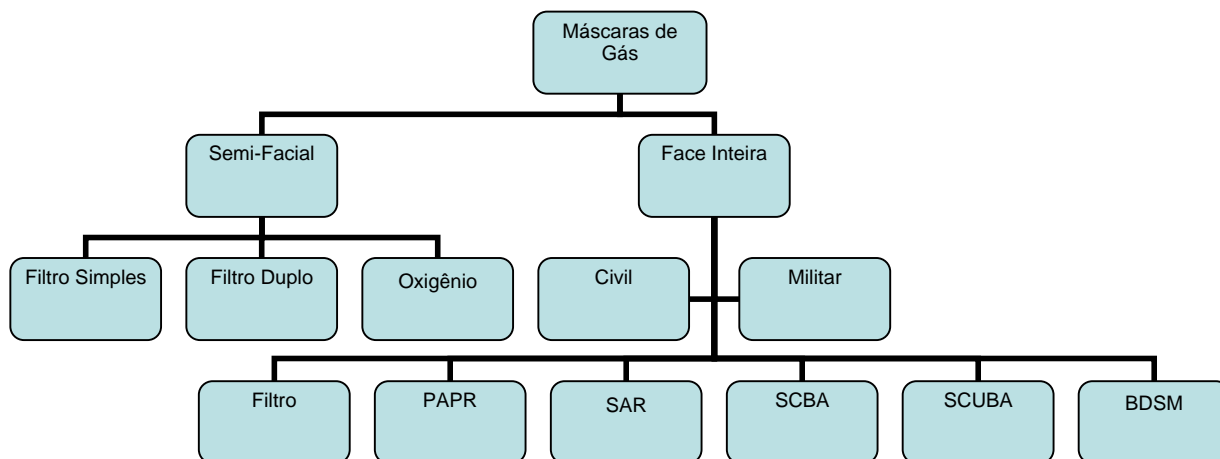 Máscaras de
Gás
Semi-Facial
Face Inteira
Filtro Simples
Filtro Duplo
Oxigênio
Civil
Militar
Filtro
PAPR
SAR
SCBA
SCUBA
BDSM